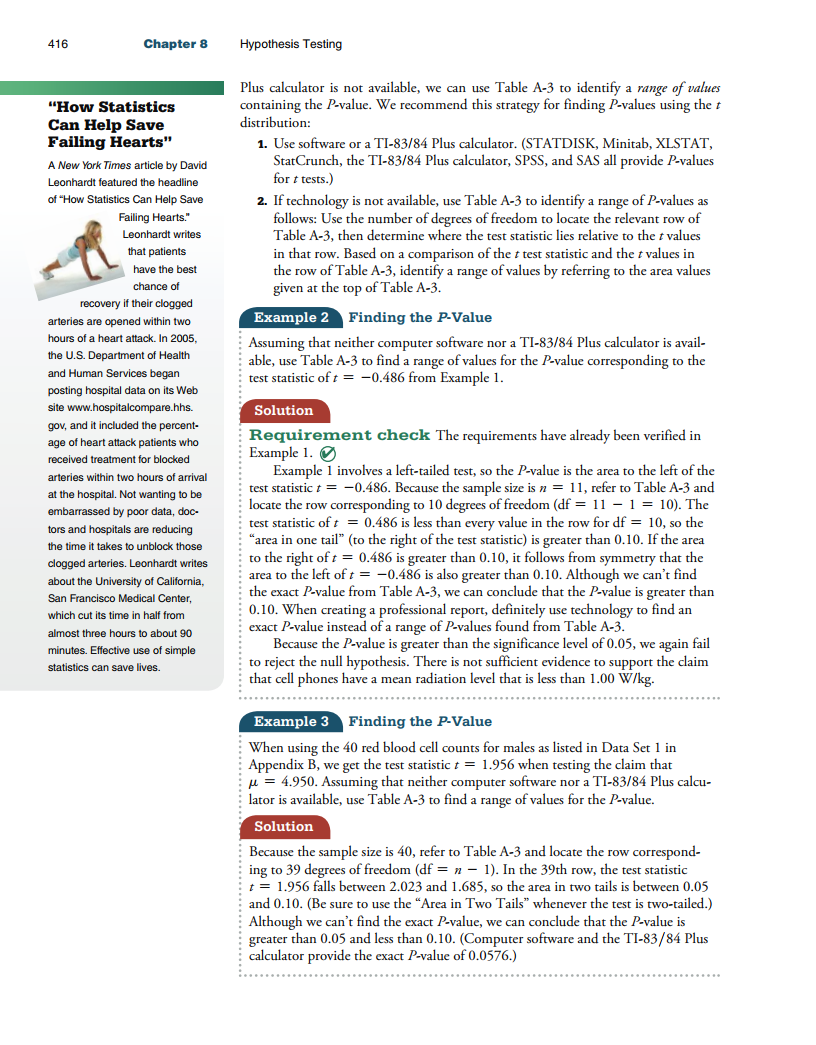 416
Chapter 8
Hypothesis Testing
“How Statistics
Can Help Save
Failing Hearts”
A New York Times article by David
Leonhardt featured the headline
of “How Statistics Can Help Save
Failing Hearts.”
Leonhardt writes
that patients
have the best
chance of
recovery if their clogged
arteries are opened within two
hours of a heart attack. In 2005,
the U.S. Department of Health
and Human Services began
posting hospital data on its Web
site www.hospitalcompare.hhs.
gov, and it included the percent-
age of heart attack patients who
received treatment for blocked
arteries within two hours of arrival
at the hospital. Not wanting to be
embarrassed by poor data, doc-
tors and hospitals are reducing
the time it takes to unblock those
clogged arteries. Leonhardt writes
about the University of California,
San Francisco Medical Center,
which cut its time in half from
almost three hours to about 90
minutes. Effective use of simple
statistics can save lives.
Plus calculator is not available, we can use Table A-3 to identify a range of values
containing the P-value. We recommend this strategy for finding P-values using the t
distribution:
1. Use software or a TI-83/84 Plus calculator. (STATDISK, Minitab, XLSTAT,
StatCrunch, the TI-83/84 Plus calculator, SPSS, and SAS all provide P-values
for t tests.)
2. If technology is not available, use Table A-3 to identify a range of P-values as
follows: Use the number of degrees of freedom to locate the relevant row of
Table A-3, then determine where the test statistic lies relative to the t values
in that row. Based on a comparison of the t test statistic and the t values in
the row of Table A-3, identify a range of values by referring to the area values
given at the top of Table A-3.
Example 2 Finding the P-Value
Assuming that neither computer software nor a TI-83/84 Plus calculator is avail-
able, use Table A-3 to find a range of values for the P-value corresponding to the
test statistic of t = −0.486 from Example 1.
Solution
Requirement check The requirements have already been verified in
Example 1.
Example 1 involves a left-tailed test, so the P-value is the area to the left of the
test statistic t = −0.486. Because the sample size is n = 11, refer to Table A-3 and
locate the row corresponding to 10 degrees of freedom (df = 11 − 1 = 10). The
test statistic of t = 0.486 is less than every value in the row for df = 10, so the
“area in one tail” (to the right of the test statistic) is greater than 0.10. If the area
to the right of t = 0.486 is greater than 0.10, it follows from symmetry that the
area to the left of t = −0.486 is also greater than 0.10. Although we can’t find
the exact P-value from Table A-3, we can conclude that the P-value is greater than
0.10. When creating a professional report, definitely use technology to find an
exact P-value instead of a range of P-values found from Table A-3.
Because the P-value is greater than the significance level of 0.05, we again fail
to reject the null hypothesis. There is not sufficient evidence to support the claim
that cell phones have a mean radiation level that is less than 1.00 W/kg.
Example 3 Finding the P-Value
When using the 40 red blood cell counts for males as listed in Data Set 1 in
Appendix B, we get the test statistic t = 1.956 when testing the claim that
μ = 4.950. Assuming that neither computer software nor a TI-83/84 Plus calcu-
lator is available, use Table A-3 to find a range of values for the P-value.
Solution
Because the sample size is 40, refer to Table A-3 and locate the row correspond-
ing to 39 degrees of freedom (df = n − 1). In the 39th row, the test statistic
t = 1.956 falls between 2.023 and 1.685, so the area in two tails is between 0.05
and 0.10. (Be sure to use the “Area in Two Tails” whenever the test is two-tailed.)
Although we can’t find the exact P-value, we can conclude that the P-value is
greater than 0.05 and less than 0.10. (Computer software and the TI-83/84 Plus
calculator provide the exact P-value of 0.0576.)